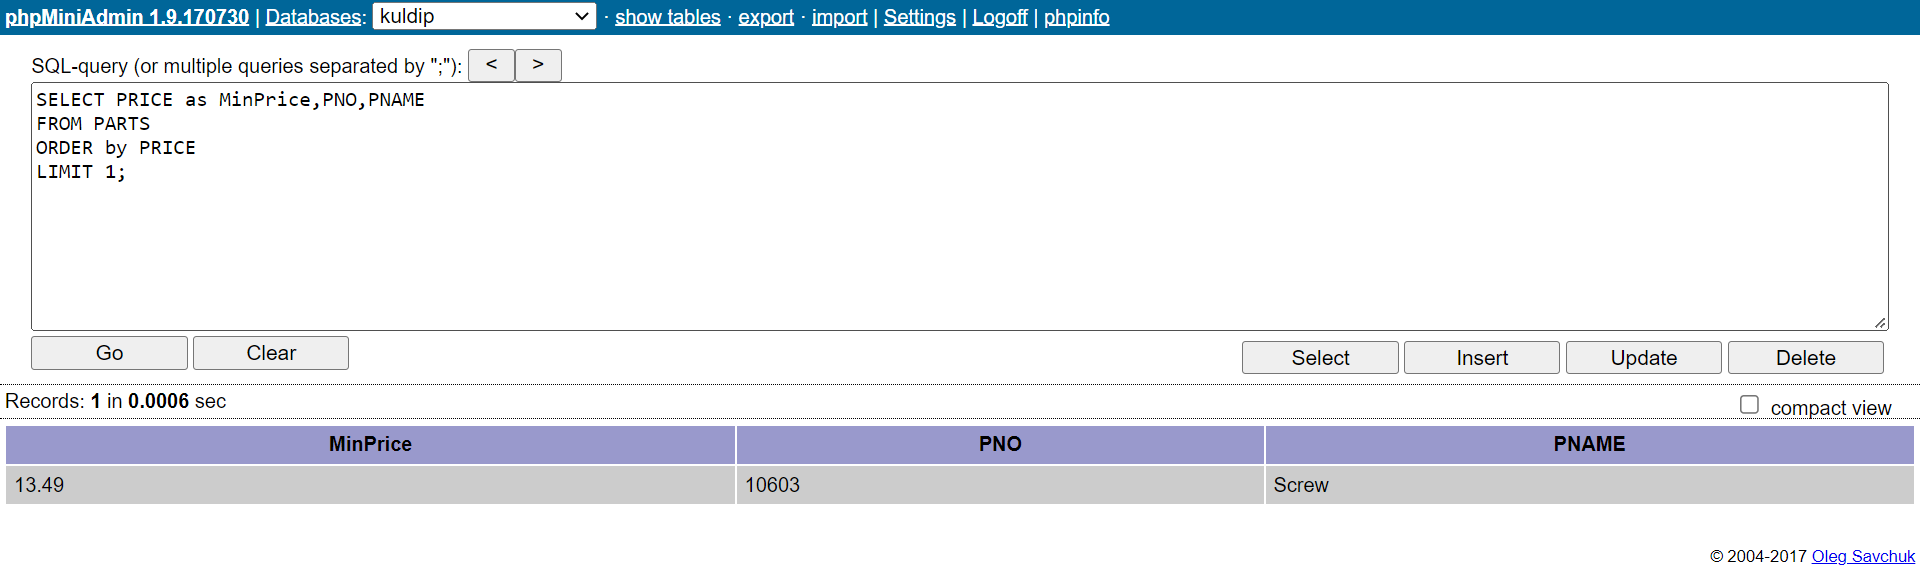 phpMiniAdmin 1.9.170730 | Databases: kuldip · show tables · export · import | Settings | Logoff | phpinfo
SQL-query (or multiple queries separated by ";"): < >
SELECT PRICE as MinPrice,PNO,PNAME
FROM PARTS
ORDER by PRICE
LIMIT 1;
Go Clear Select Insert Update Delete
Records: 1 in 0.0006 sec compact view
MinPrice PNO PNAME
13.49 10603 Screw
© 2004-2017 Oleg Savchuk